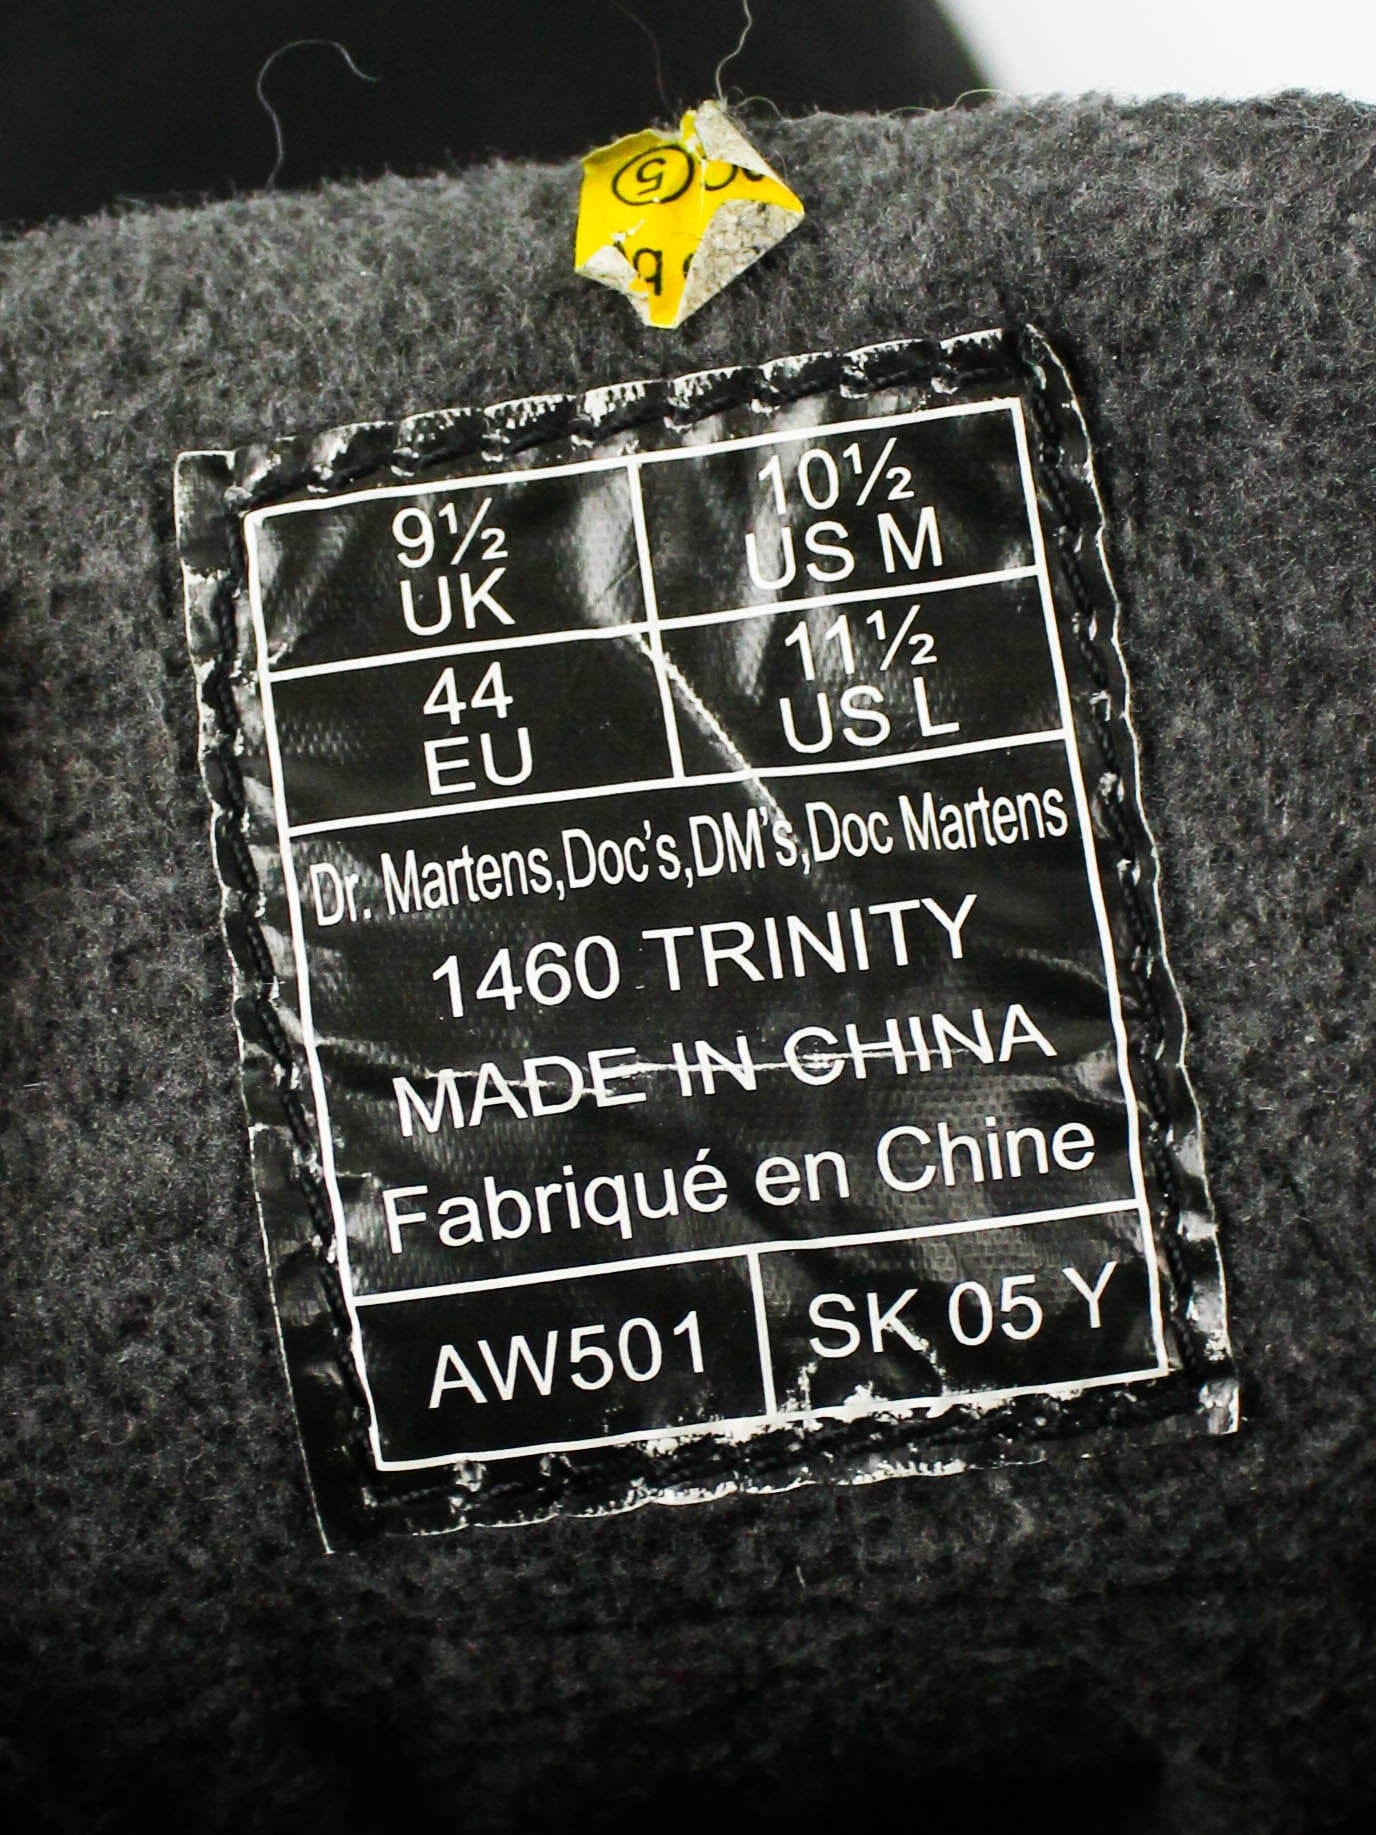 5
9½
UK
10½
US M
44
EU
11½
US L
Dr. Martens,Doc's,DM's,Doc Martens
1460 TRINITY
MADE IN CHINA
Fabriqué en Chine
AW501
SK 05 Y